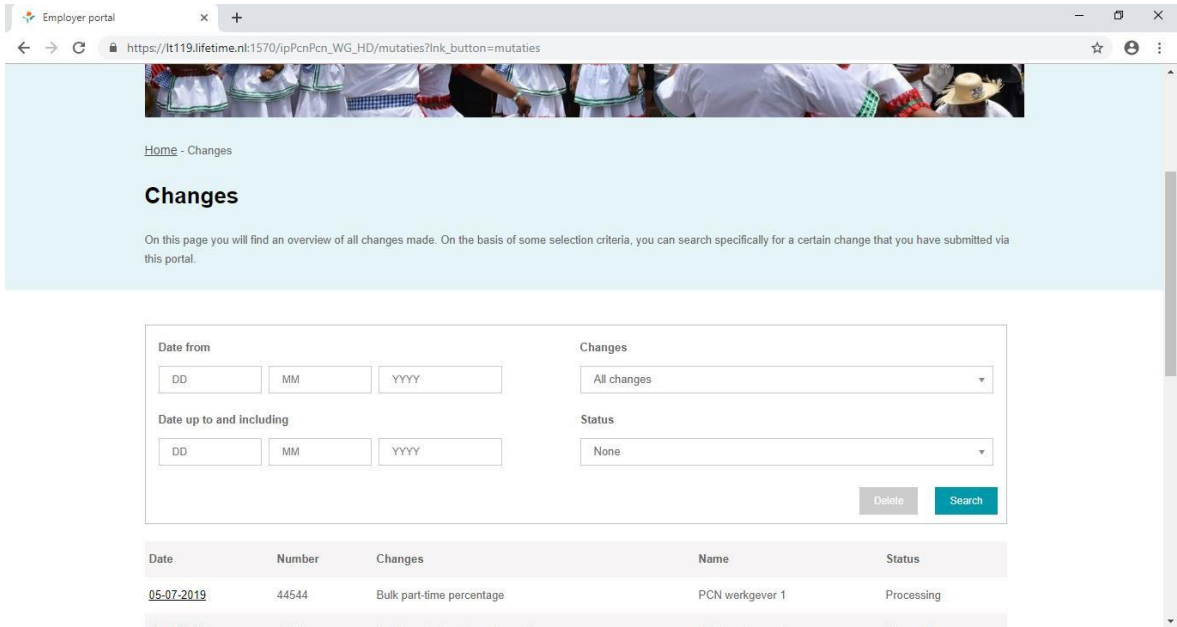 Employer portal
https://lt119.lifetime.nl:1570/ipPcnPcn_WG_HD/mutaties?lnk_button=mutaties
Home - Changes
Changes
On this page you will find an overview of all changes made. On the basis of some selection criteria, you can search specifically for a certain change that you have submitted via
this portal.
Date from Changes
DD MM YYYY All changes
Date up to and including Status
DD MM YYYY None
Delete Search
Date Number Changes Name Status
05-07-2019 44544 Bulk part-time percentage PCN werkgever 1 Processing